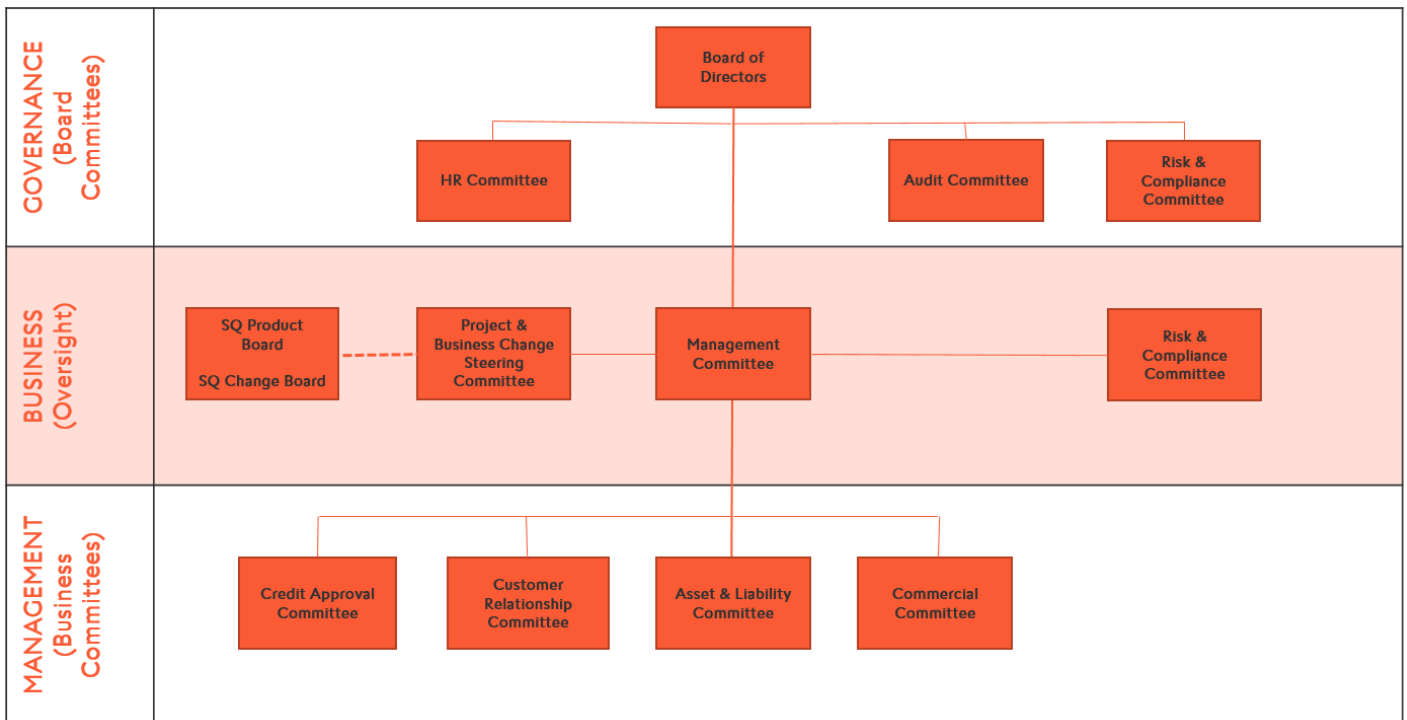 GOVERNANCE
(Board
Committees)
Board of
Directors
HR Committee
Audit Committee
Risk &
Compliance
Committee
BUSINESS
(Oversight)
SQ Product
Board
SQ Change Board
Project &
Business Change
Steering
Committee
Management
Committee
Risk &
Compliance
Committee
MANAGEMENT
(Business
Committees)
Credit Approval
Committee
Customer
Relationship
Committee
Asset & Liability
Committee
Commercial
Committee